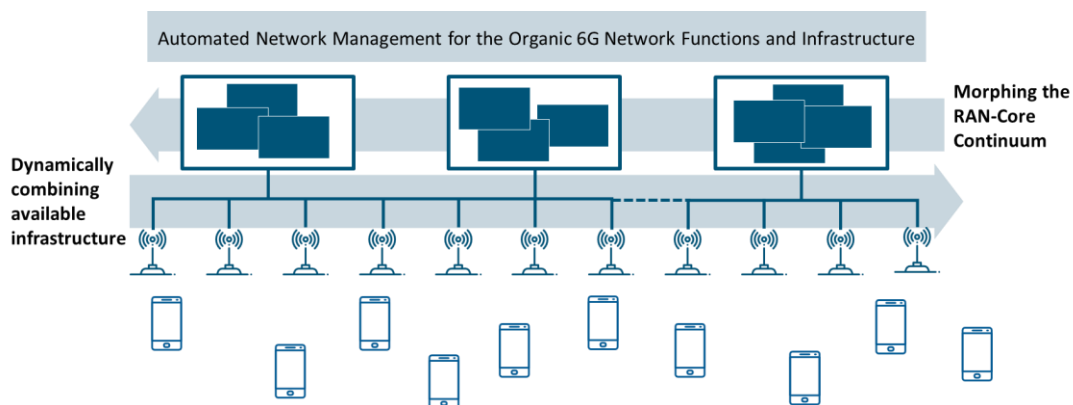 Automated Network Management for the Organic 6G Network Functions and Infrastructure
Morphing the
RAN-Core
Continuum
Dynamically
combining
available
infrastructure